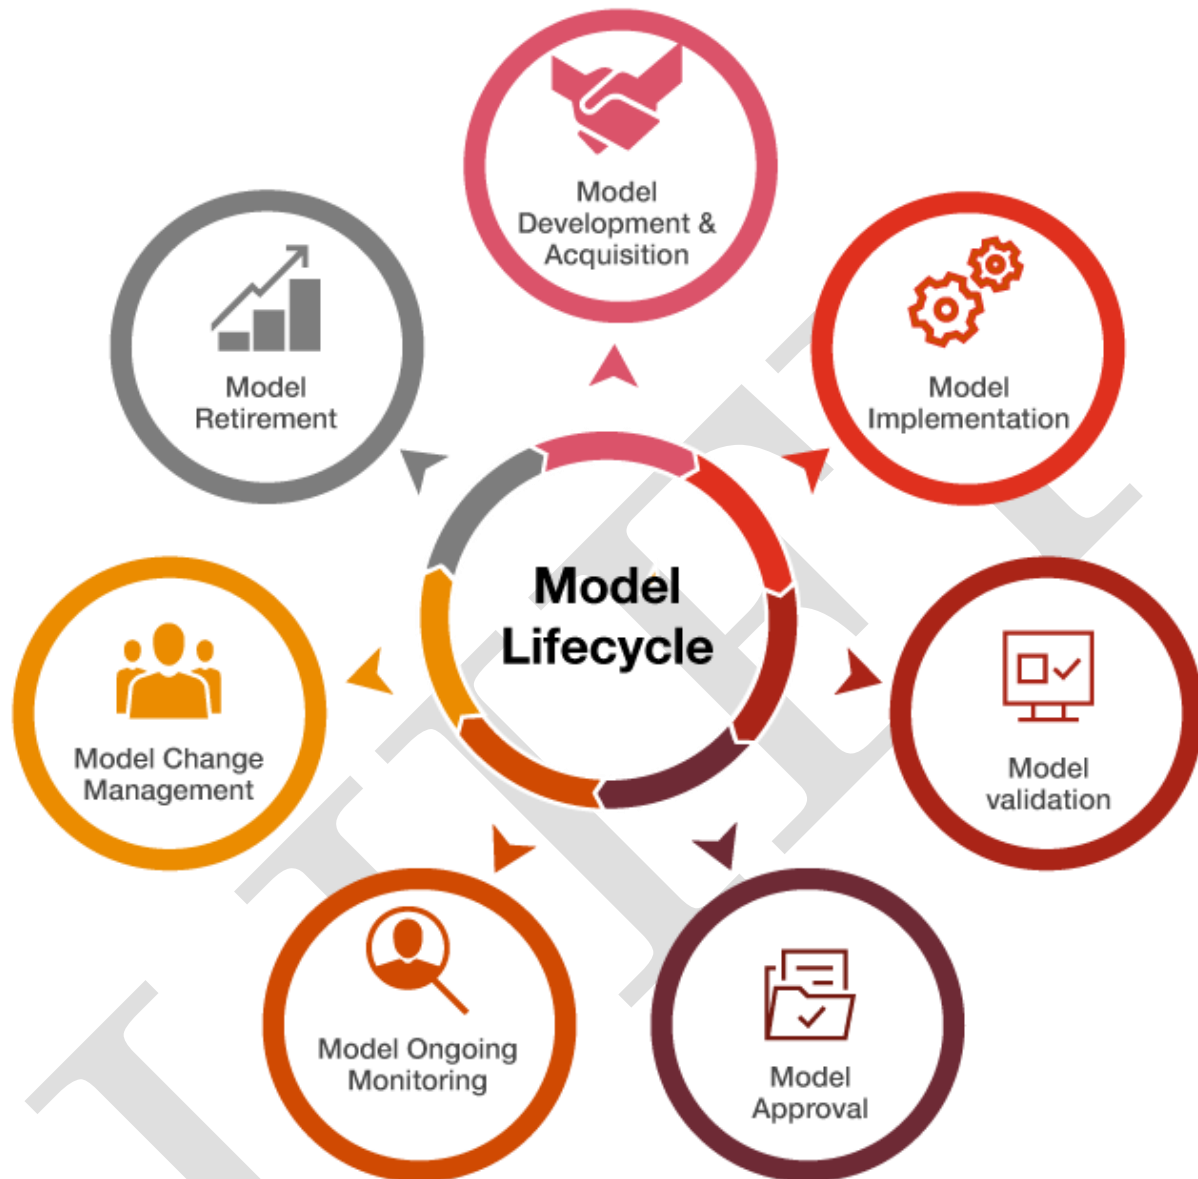 Model
Development &
Acquisition
Model
Implementation
Model
validation
Model
Approval
Model Ongoing
Monitoring
Model Change
Management
Model
Retirement
Model
Lifecycle